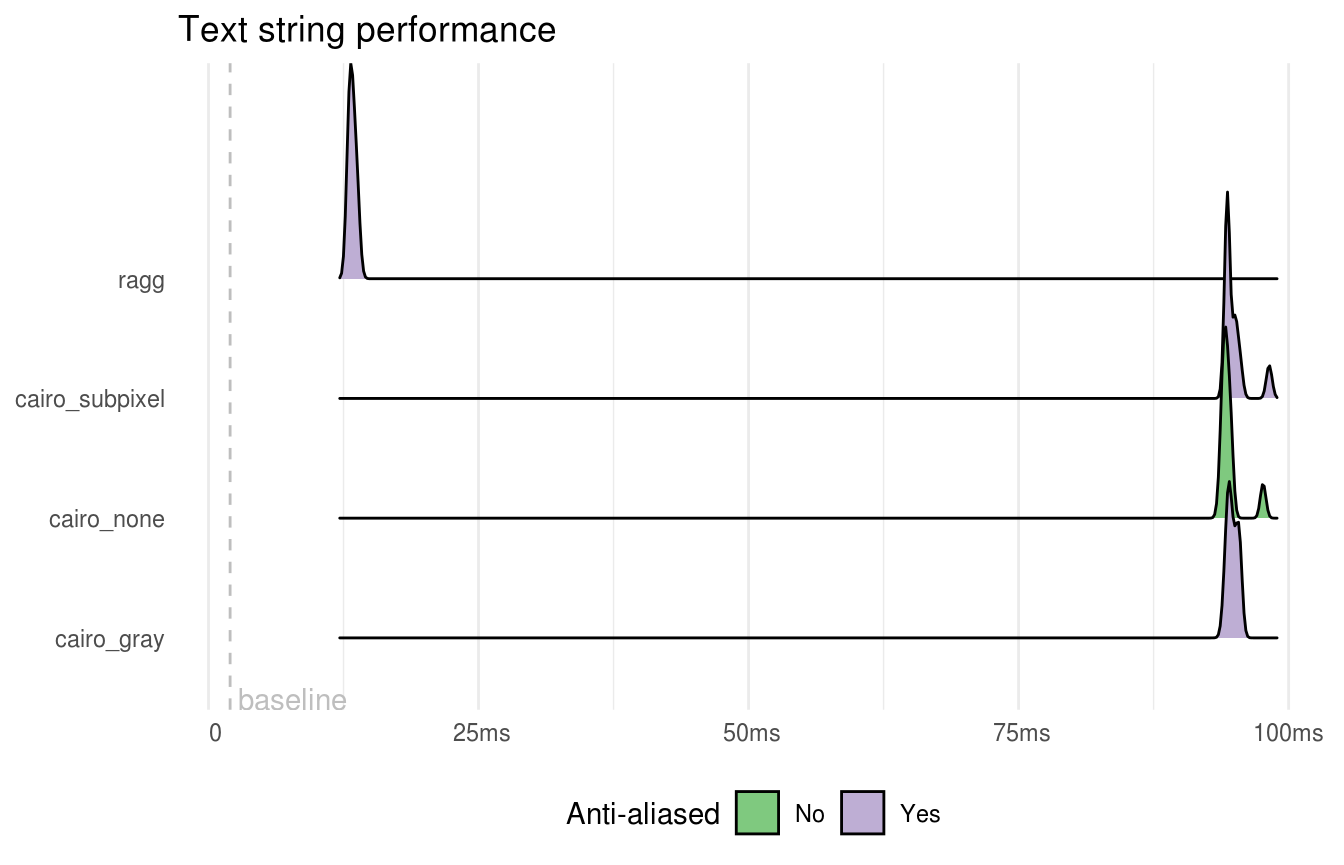 Text string performance
ragg
cairo_subpixel
cairo_none
cairo_gray
baseline
0 25ms 50ms 75ms 100ms
Anti-aliased No Yes